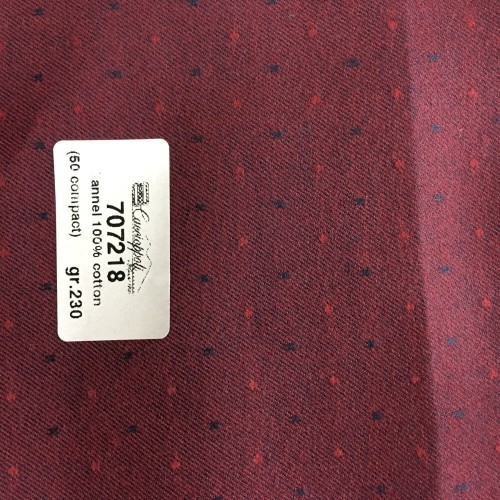 707218
annel 100% cotton
(50 compact) gr.230